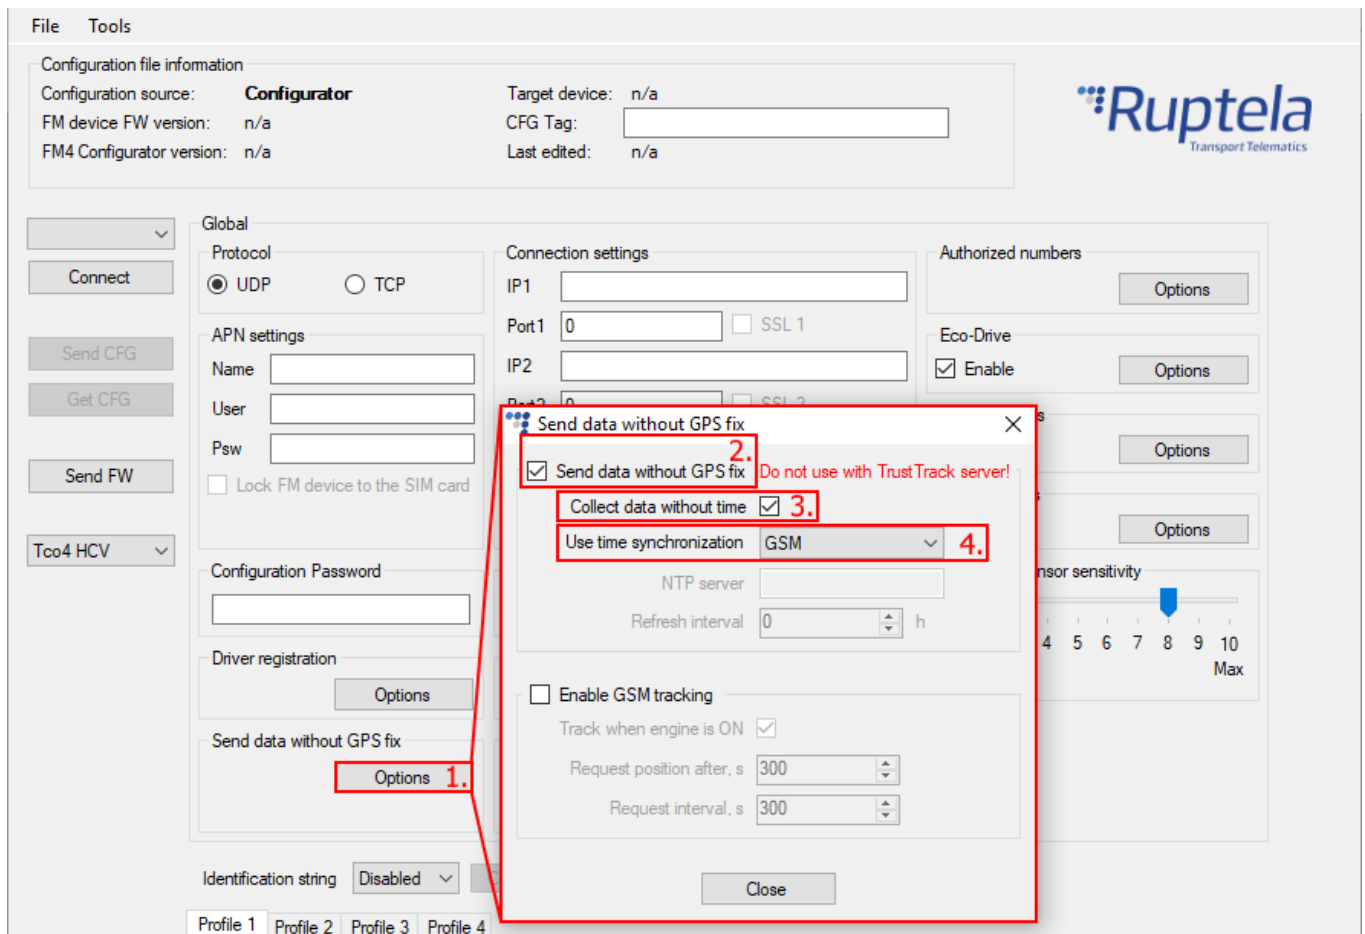 File Tools
Configuration file information
Configuration source: Configurator Target device: n/a
FM device FW version: n/a CFG Tag:
FM4 Configurator version: n/a Last edited: n/a
Ruptela
Transport Telematics
Global
Protocol Connection settings Authorized numbers
Connect UDP TCP IP1 Options
Port1 0 SSL 1
APN settings Eco-Drive
Send CFG Name IP2 Enable Options
Get CFG User Port2 0 SSL 2
Send data without GPS fix
Psw 2. Options
Send FW Send data without GPS fix Do not use with TrustTrack server!
Lock FM device to the SIM card
Collect data without time 3.
Options
Tco4 HCV Use time synchronization GSM 4.
Configuration Password NTP server
Refresh interval 0 h
4 5 6 7 8 9 10
Max
Driver registration
Options Enable GSM tracking
Track when engine is ON
Send data without GPS fix
Options 1. Request position after, s 300
Request interval, s 300
Identification string Disabled Close
Profile 1 Profile 2 Profile 3 Profile 4